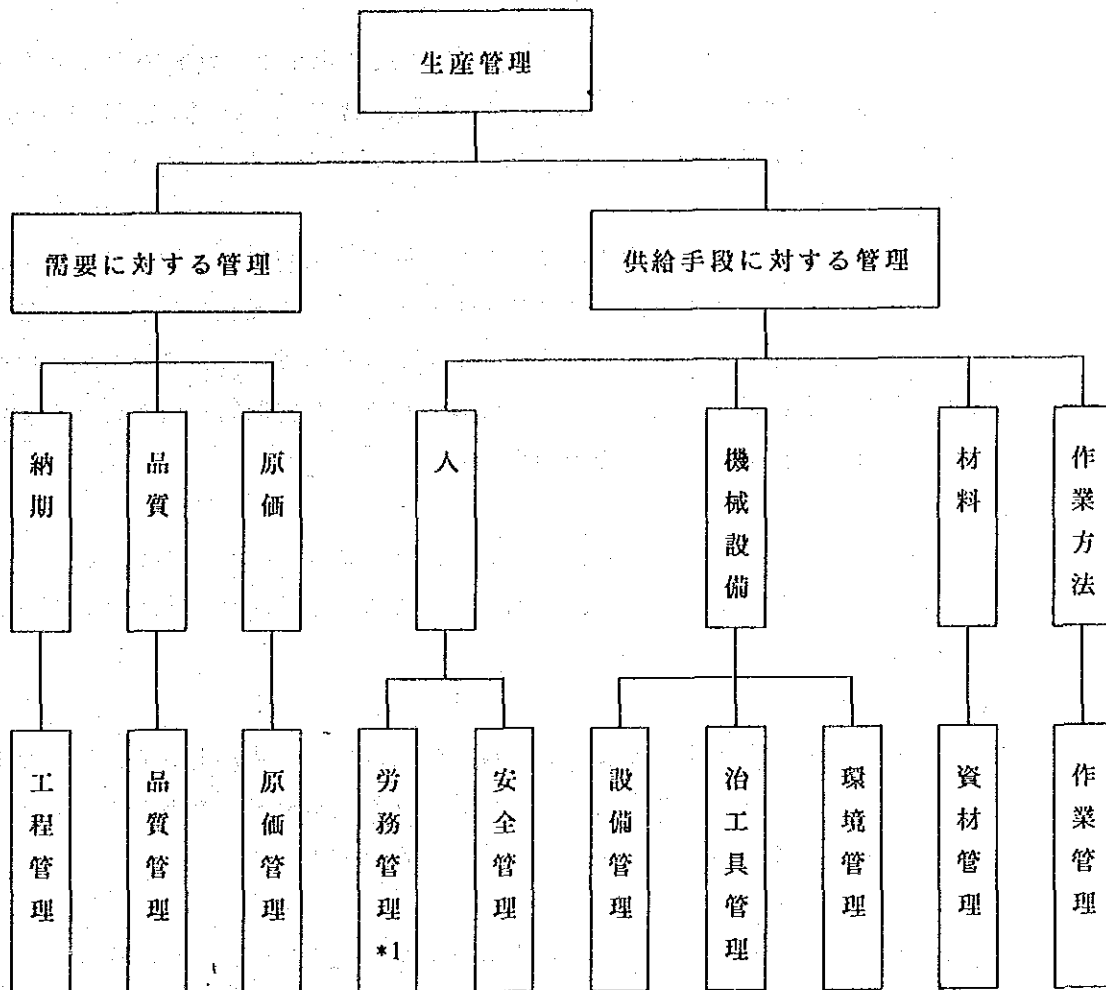 生産管理
需要に対する管理
供給手段に対する管理
納期
品質
原価
人
機械設備
材料
作業方法
工程管理
品質管理
原価管理
労務管理*1
安全管理
設備管理
治工具管理
環境管理
資材管理
作業管理